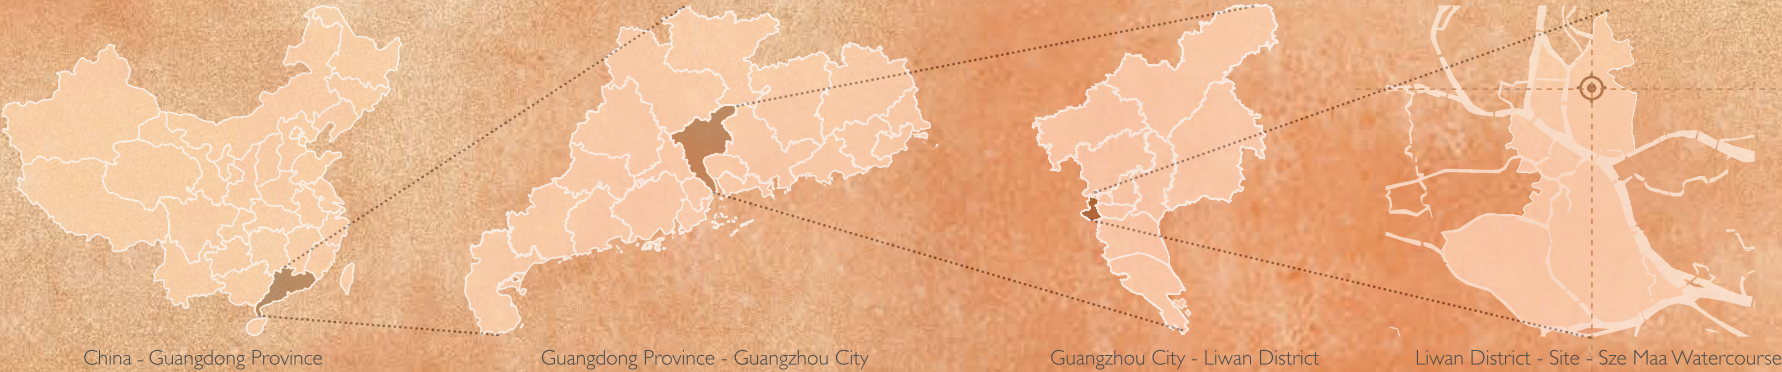 China - Guangdong Province
Guangdong Province - Guangzhou City
Guangzhou City - Liwan District
Liwan District - Site - Sze Maa Watercourse